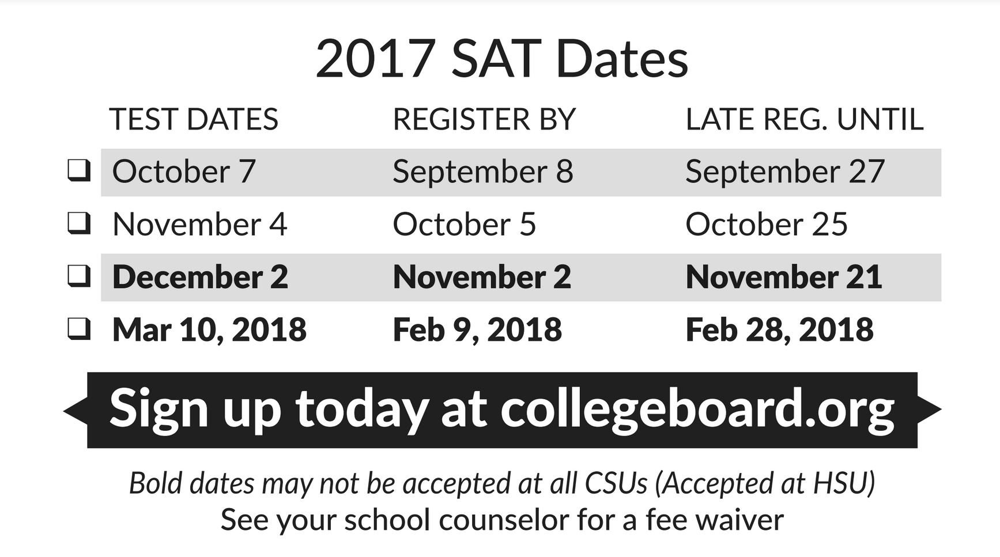 2017 SAT Dates
TEST DATES REGISTER BY LATE REG. UNTIL
❏ October 7 September 8 September 27
❏ November 4 October 5 October 25
❏ December 2 November 2 November 21
❏ Mar 10, 2018 Feb 9, 2018 Feb 28, 2018
Sign up today at collegeboard.org
Bold dates may not be accepted at all CSUs (Accepted at HSU)
See your school counselor for a fee waiver